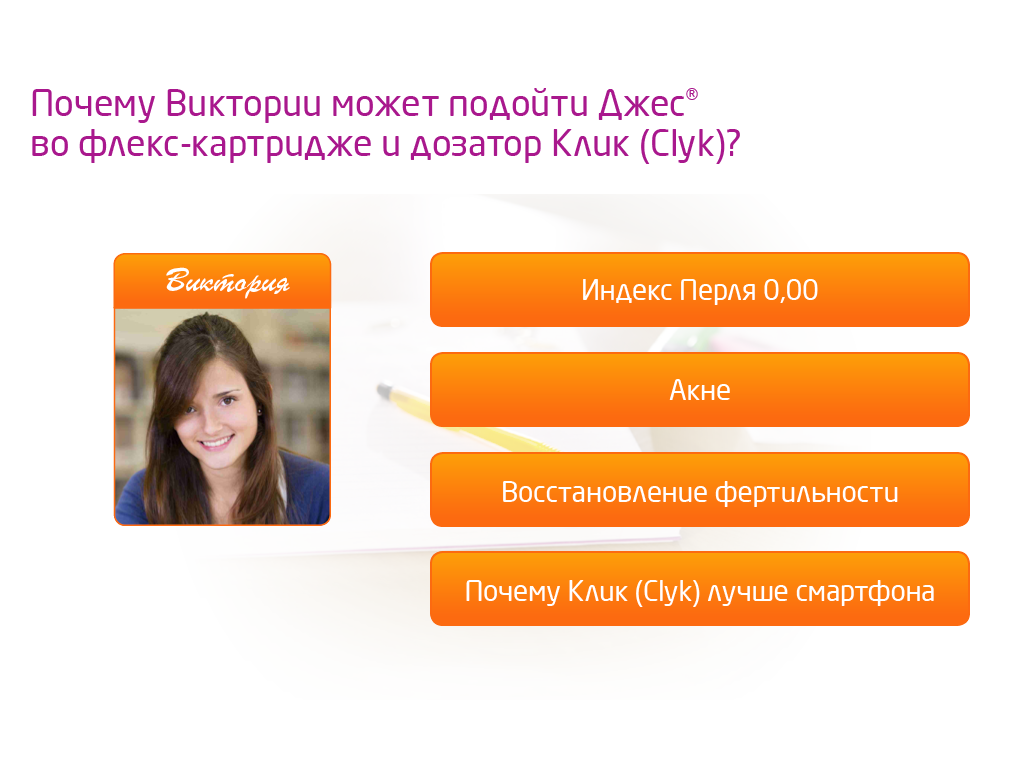 Почему Виктории может подойти Джес®
во флекс-картридже и дозатор Клик (Clyk)?
Виктория
Индекс Перля 0,00
Акне
Восстановление фертильности
Почему Клик (Clyk) лучше смартфона